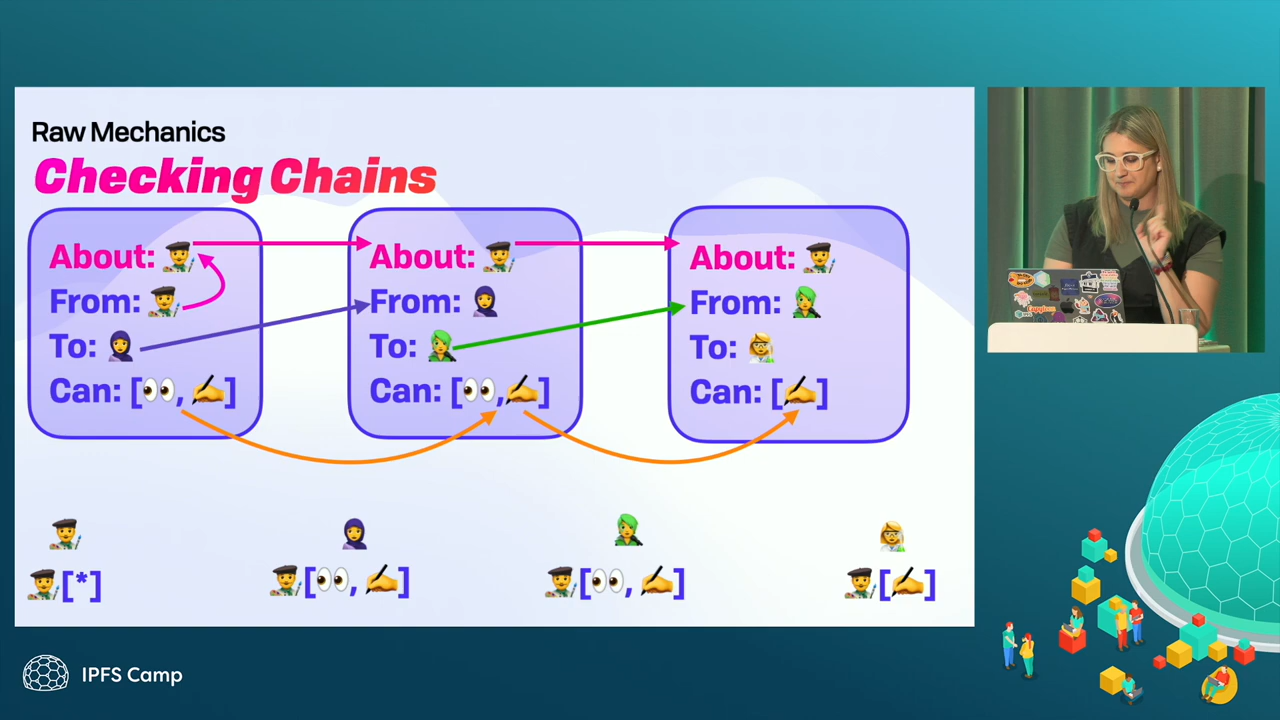 Raw Mechanics
Checking Chains
About: 👨‍🎨
From: 👨‍🎨
To: 🧕
Can: [👀, ✍️]
About: 👨‍🎨
From: 🧕
To: 🧝
Can: [👀,✍️]
About: 👨‍🎨
From: 🧝
To: 👩‍🔬
Can: [✍️]
👨‍🎨[*]
👨‍🎨[👀, ✍️]
👨‍🎨[👀, ✍️]
👨‍🎨[✍️]
IPFS Camp